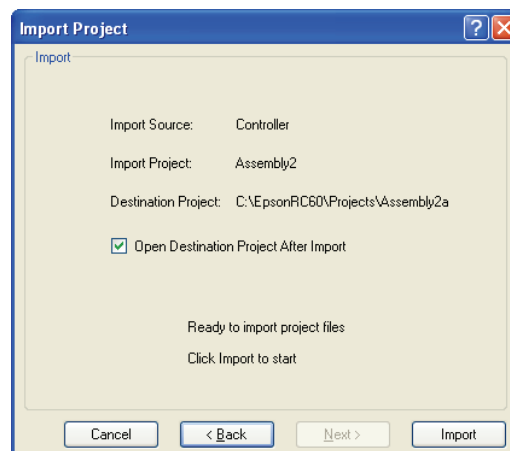 Import Project
Import
Import Source: Controller
Import Project: Assembly2
Destination Project: C:\EpsonRC60\Projects\Assembly2a
Open Destination Project After Import
Ready to import project files
Click Import to start
Cancel < Back Next > Import